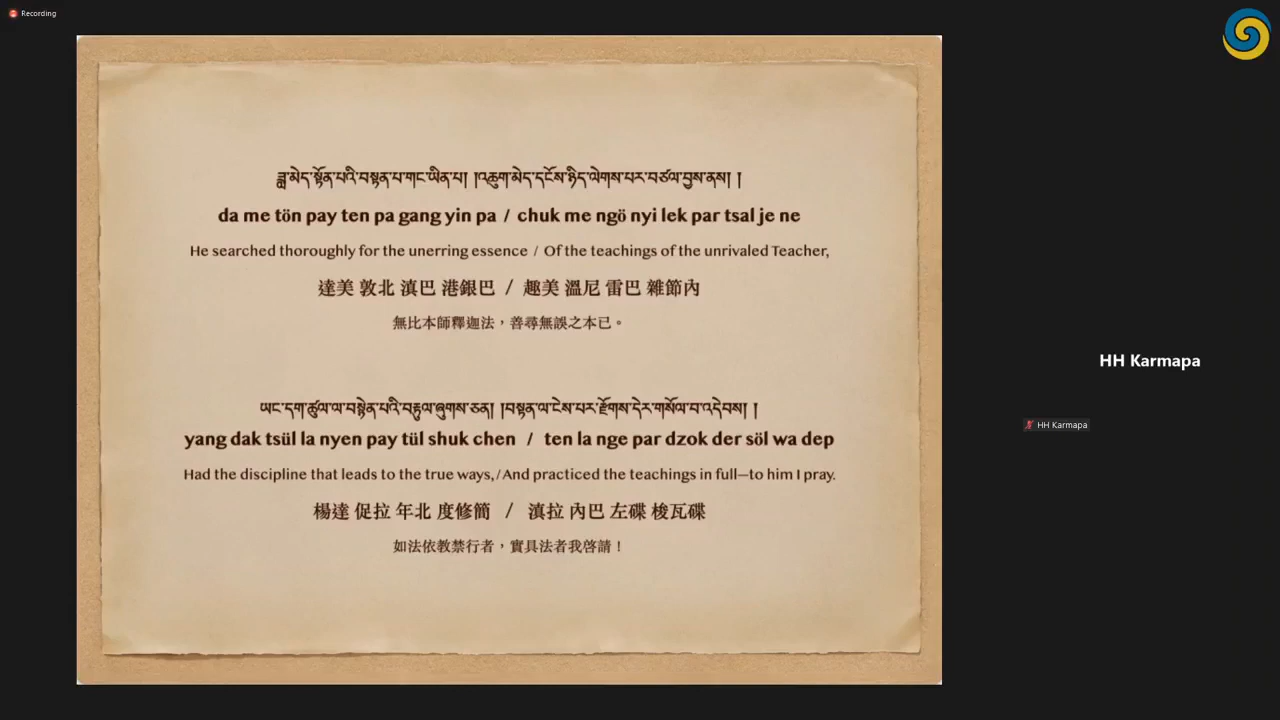 Recording
ཟླ་མེད་སྟོན་པའི་བསྟན་པ་གང་ཡིན་པ། །འཆུག་མེད་དངོས་ཉིད་ལེགས་པར་བཙལ་བྱས་ནས། །
da me tön pay ten pa gang yin pa / chuk me ngö nyi lek par tsal je ne
He searched thoroughly for the unerring essence / Of the teachings of the unrivaled Teacher,
達美 敦北 滇巴 港銀巴 / 趣美 溫尼 雷巴 雜節內
無比本師釋迦法，善尋無誤之本已。
ཡང་དག་ཚུལ་ལ་བསྙེན་པའི་བརྟུལ་ཞུགས་ཅན། །བསྟན་ལ་ངེས་པར་རྫོགས་དེར་གསོལ་བ་འདེབས། །
yang dak tsül la nyen pay tül shuk chen / ten la nge par dzok der söl wa dep
Had the discipline that leads to the true ways,/And practiced the teachings in full—to him I pray.
楊達 促拉 年北 度修簡 / 滇拉 內巴 左碟 梭瓦碟
如法依教禁行者，實具法者我啓請！
HH Karmapa
HH Karmapa